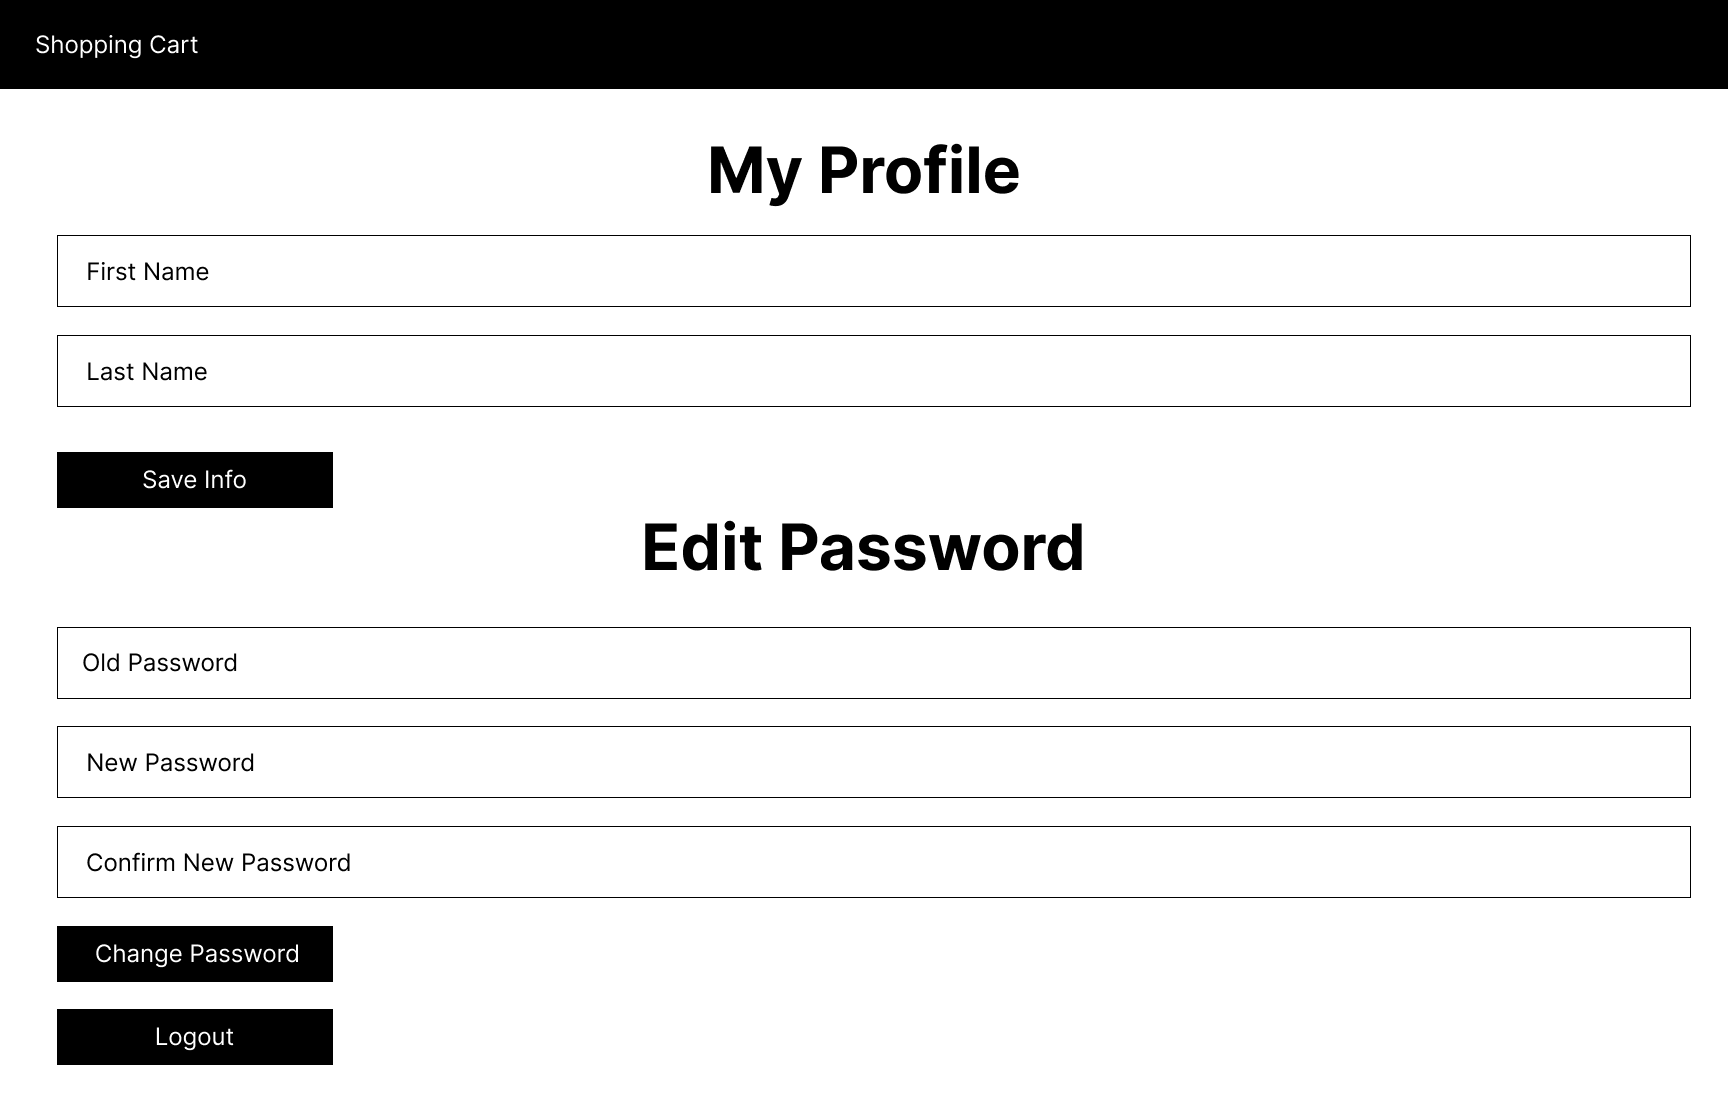 Shopping Cart
My Profile
First Name
Last Name
Save Info
Edit Password
Old Password
New Password
Confirm New Password
Change Password
Logout